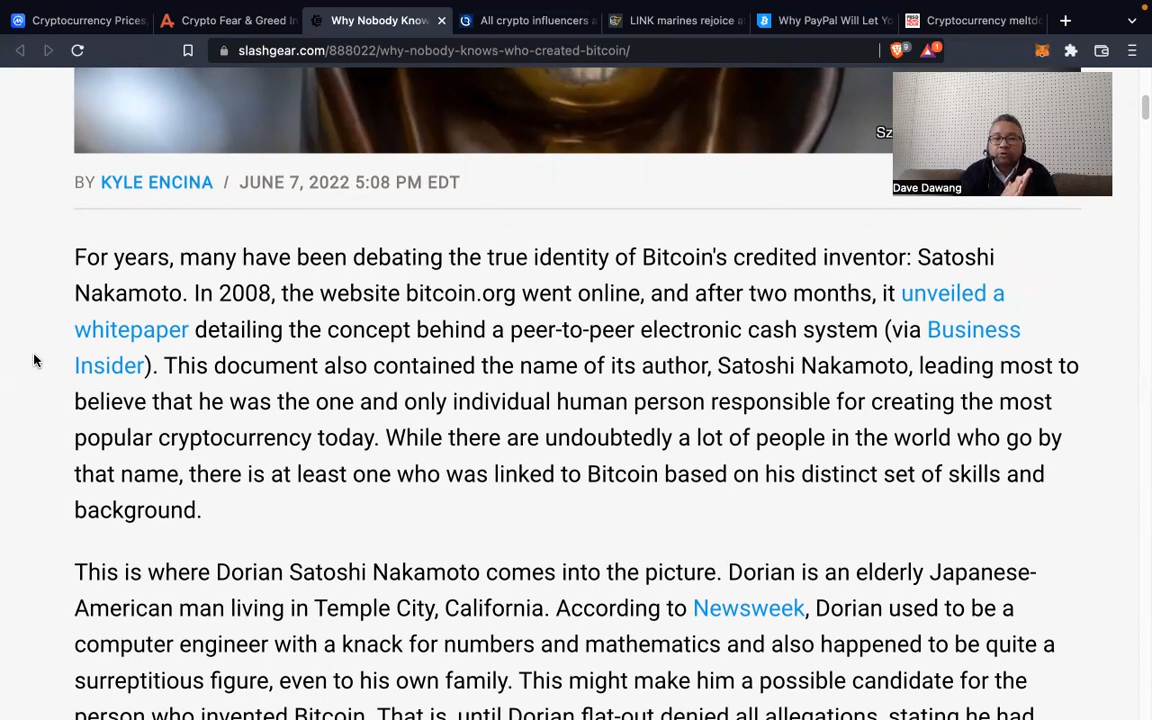 Cryptocurrency Prices,
Crypto Fear & Greed In
Why Nobody Know
All crypto influencers a
LINK marines rejoice a
Why PayPal Will Let Yo
Cryptocurrency meltdo
slashgear.com/888022/why-nobody-knows-who-created-bitcoin/
9
1
Sz
Dave Dawang
BY KYLE ENCINA / JUNE 7, 2022 5:08 PM EDT
For years, many have been debating the true identity of Bitcoin's credited inventor: Satoshi
Nakamoto. In 2008, the website bitcoin.org went online, and after two months, it unveiled a
whitepaper detailing the concept behind a peer-to-peer electronic cash system (via Business
Insider). This document also contained the name of its author, Satoshi Nakamoto, leading most to
believe that he was the one and only individual human person responsible for creating the most
popular cryptocurrency today. While there are undoubtedly a lot of people in the world who go by
that name, there is at least one who was linked to Bitcoin based on his distinct set of skills and
background.
This is where Dorian Satoshi Nakamoto comes into the picture. Dorian is an elderly Japanese-
American man living in Temple City, California. According to Newsweek, Dorian used to be a
computer engineer with a knack for numbers and mathematics and also happened to be quite a
surreptitious figure, even to his own family. This might make him a possible candidate for the
person who invented Bitcoin. That is, until Dorian flat-out denied all allegations, stating he had